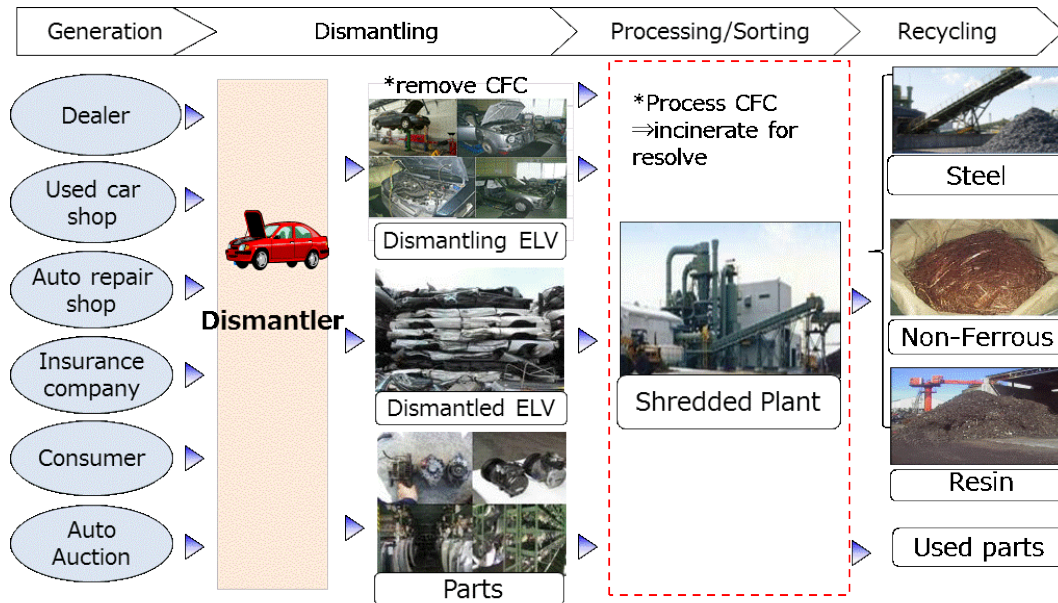 Generation
Dismantling
Processing/Sorting
Recycling
Dealer
Used car
shop
Auto repair
shop
Insurance
company
Consumer
Auto
Auction
Dismantler
*remove CFC
Dismantling ELV
Dismantled ELV
Parts
*Process CFC
⇒incinerate for
resolve
Shredded Plant
Steel
Non-Ferrous
Resin
Used parts